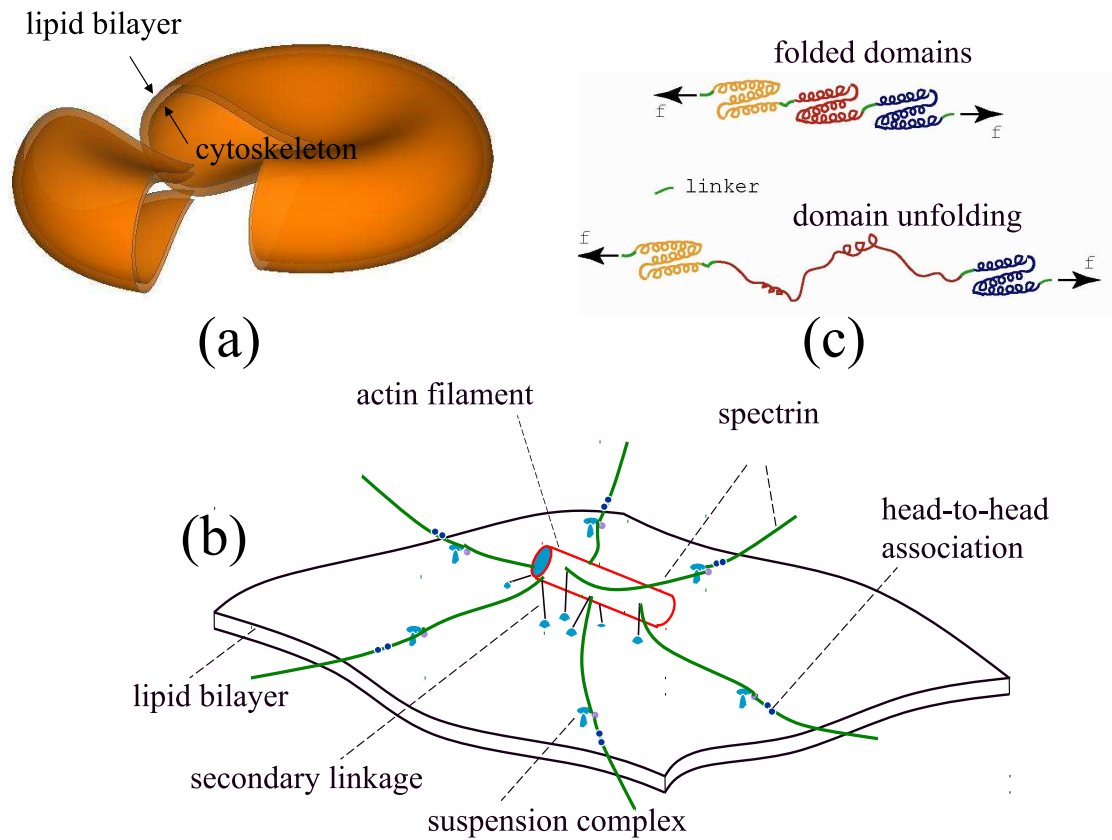 lipid bilayer
cytoskeleton
(a)
folded domains
f
f
linker
domain unfolding
f
f
(c)
actin filament
spectrin
(b)
head-to-head
association
lipid bilayer
secondary linkage
suspension complex